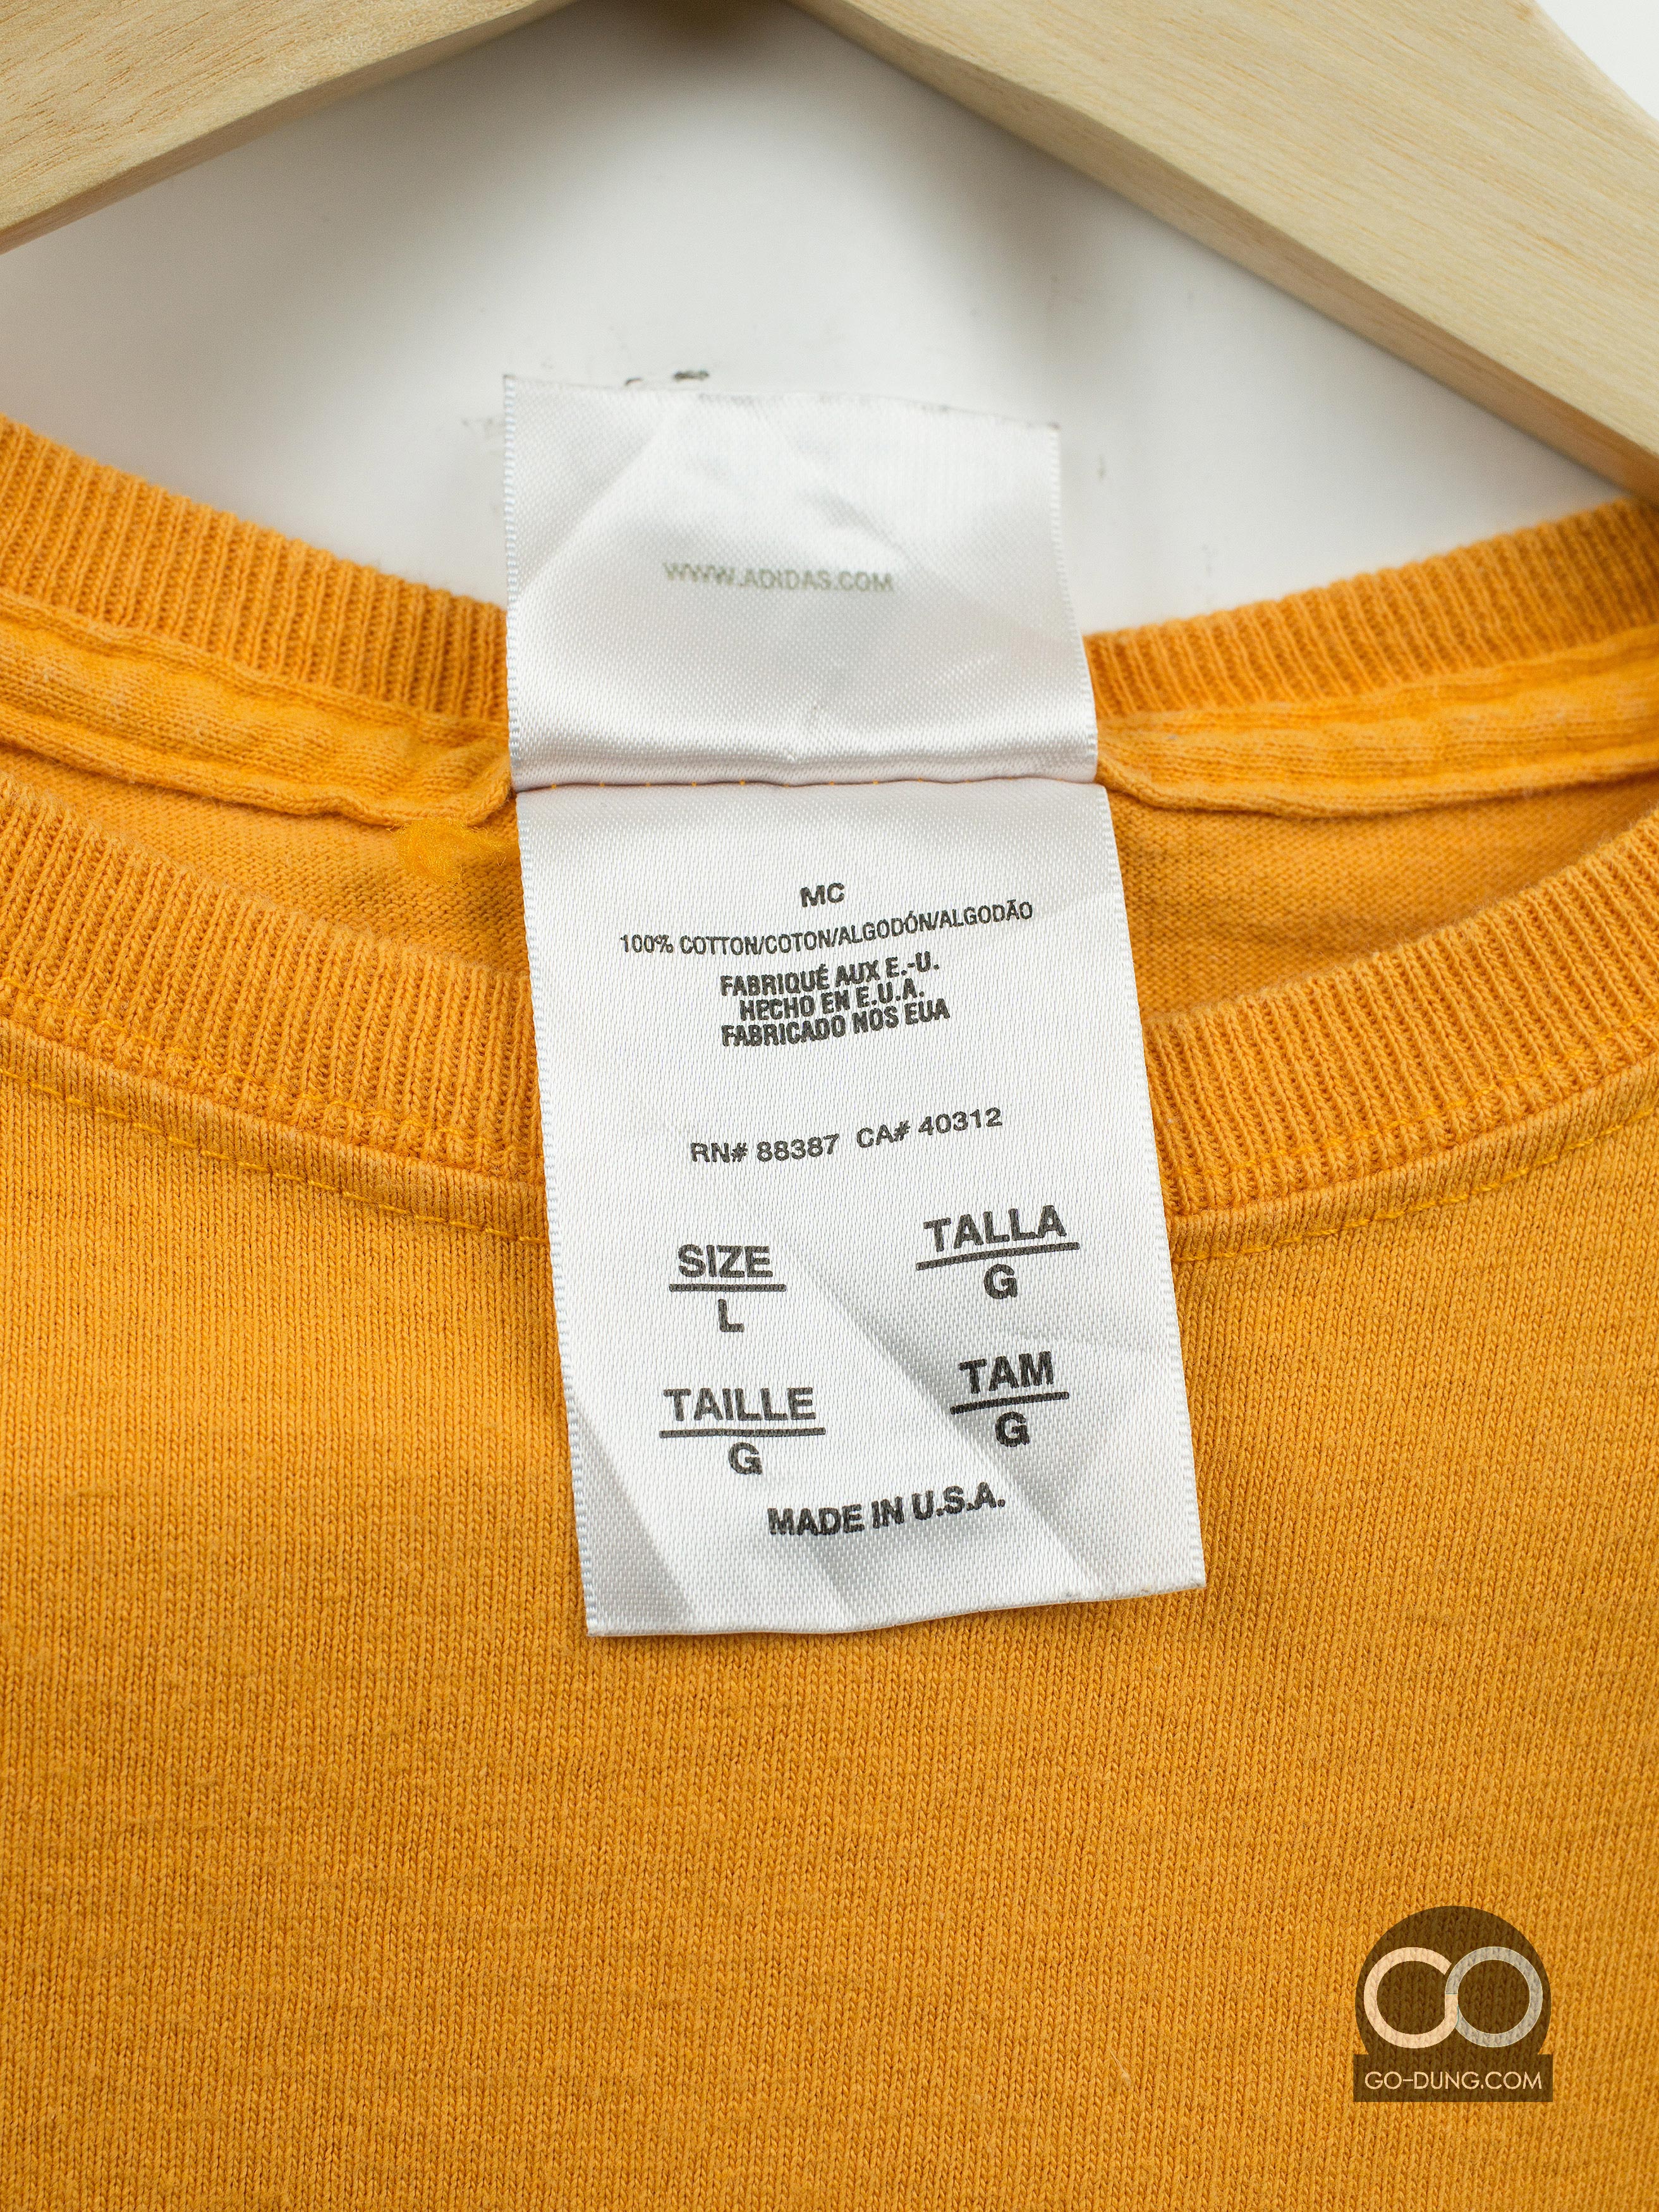 WWW.ADIDAS.COM
MC
100% COTTON/COTON/ALGODÓN/ALGODÃO
FABRIQUÉ AUX E.-U.
HECHO EN E.U.A.
FABRICADO NOS EUA
RN# 88387 CA# 40312
SIZE
L
TALLA
G
TAILLE
G
TAM
G
MADE IN U.S.A.
GO-DUNG.COM